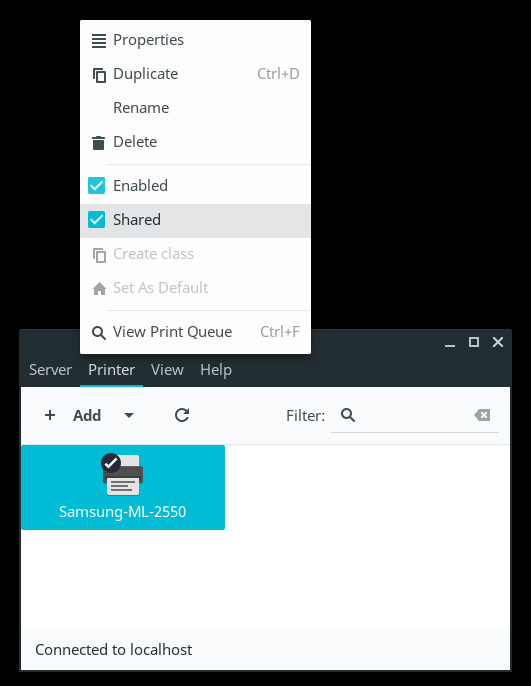 Properties
Duplicate Ctrl+D
Rename
Delete
Enabled
Shared
Create class
Set As Default
View Print Queue Ctrl+F
Server Printer View Help
Add Filter:
Samsung-ML-2550
Connected to localhost